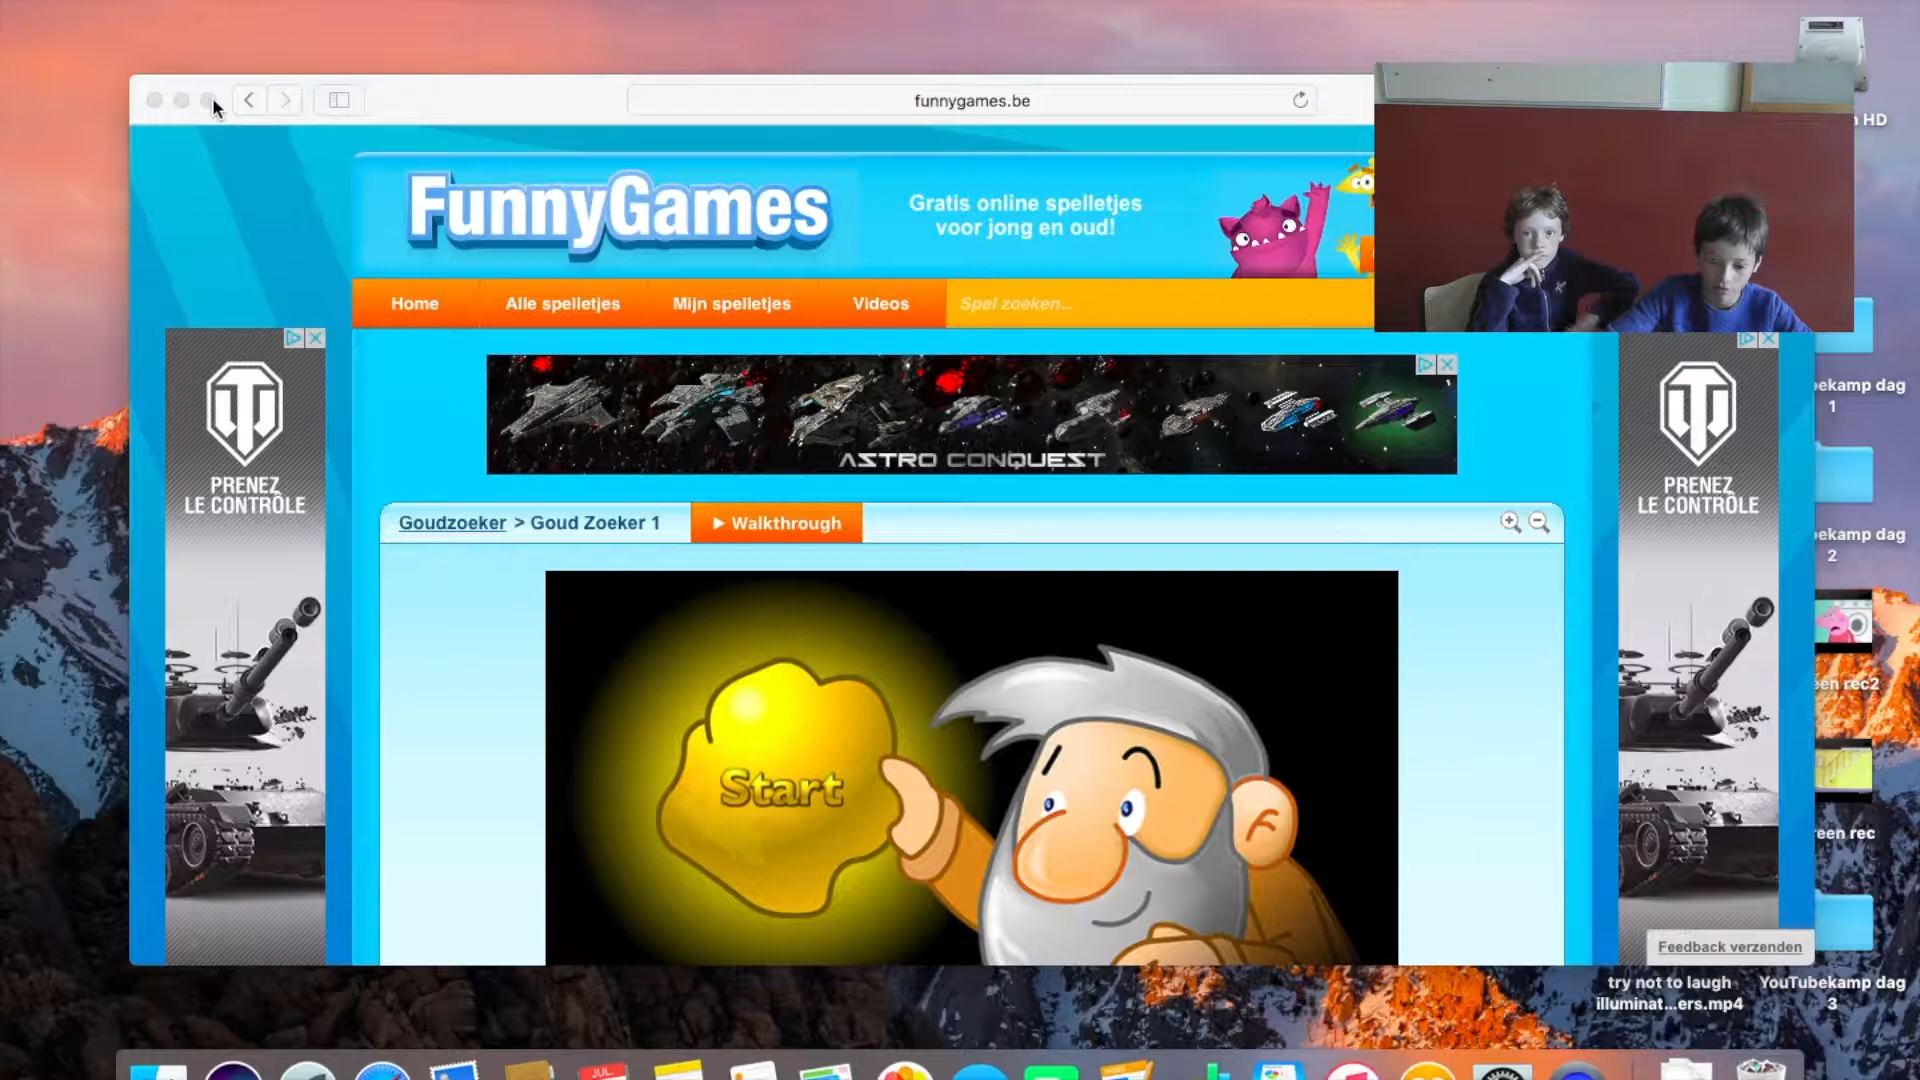 funnygames.be
FunnyGames
Gratis online spelletjes
voor jong en oud!
Home
Alle spelletjes
Mijn spelletjes
Videos
Spel zoeken...
PRENEZ
LE CONTRÔLE
ASTRO CONQUEST
Goudzoeker > Goud Zoeker 1
Walkthrough
Start
PRENEZ
LE CONTRÔLE
HD
ekamp dag
1
ekamp dag
2
een rec2
een rec
Feedback verzenden
try not to laugh
illuminat...ers.mp4
YouTubekamp dag
3
JUL.